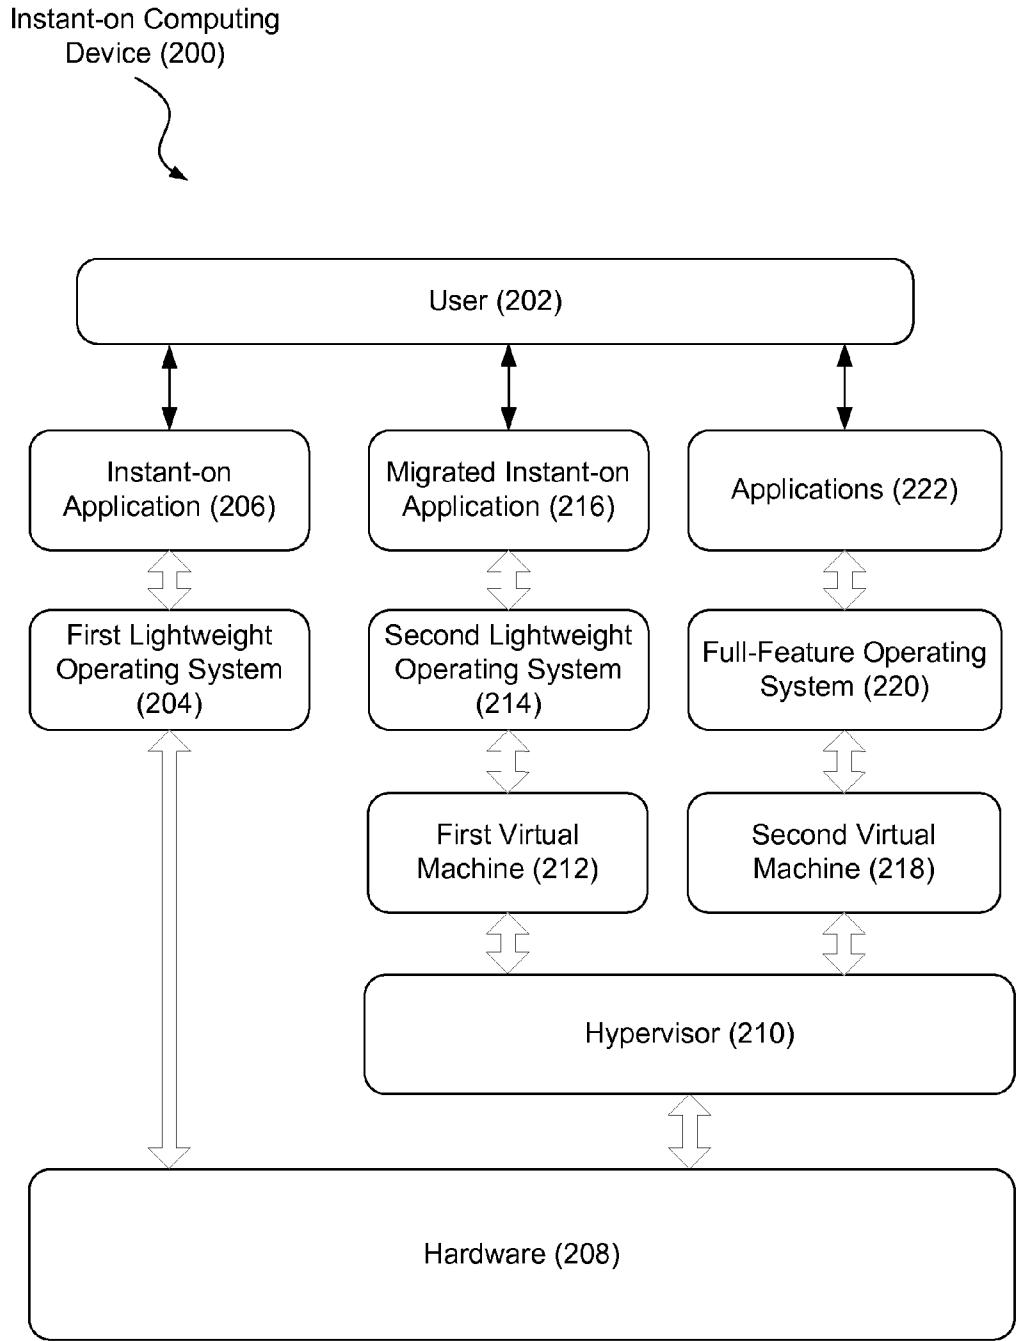 Instant-on Computing
Device (200)
User (202)
Instant-on
Application (206)
Migrated Instant-on
Application (216)
Applications (222)
First Lightweight
Operating System
(204)
Second Lightweight
Operating System
(214)
Full-Feature Operating
System (220)
First Virtual
Machine (212)
Second Virtual
Machine (218)
Hypervisor (210)
Hardware (208)